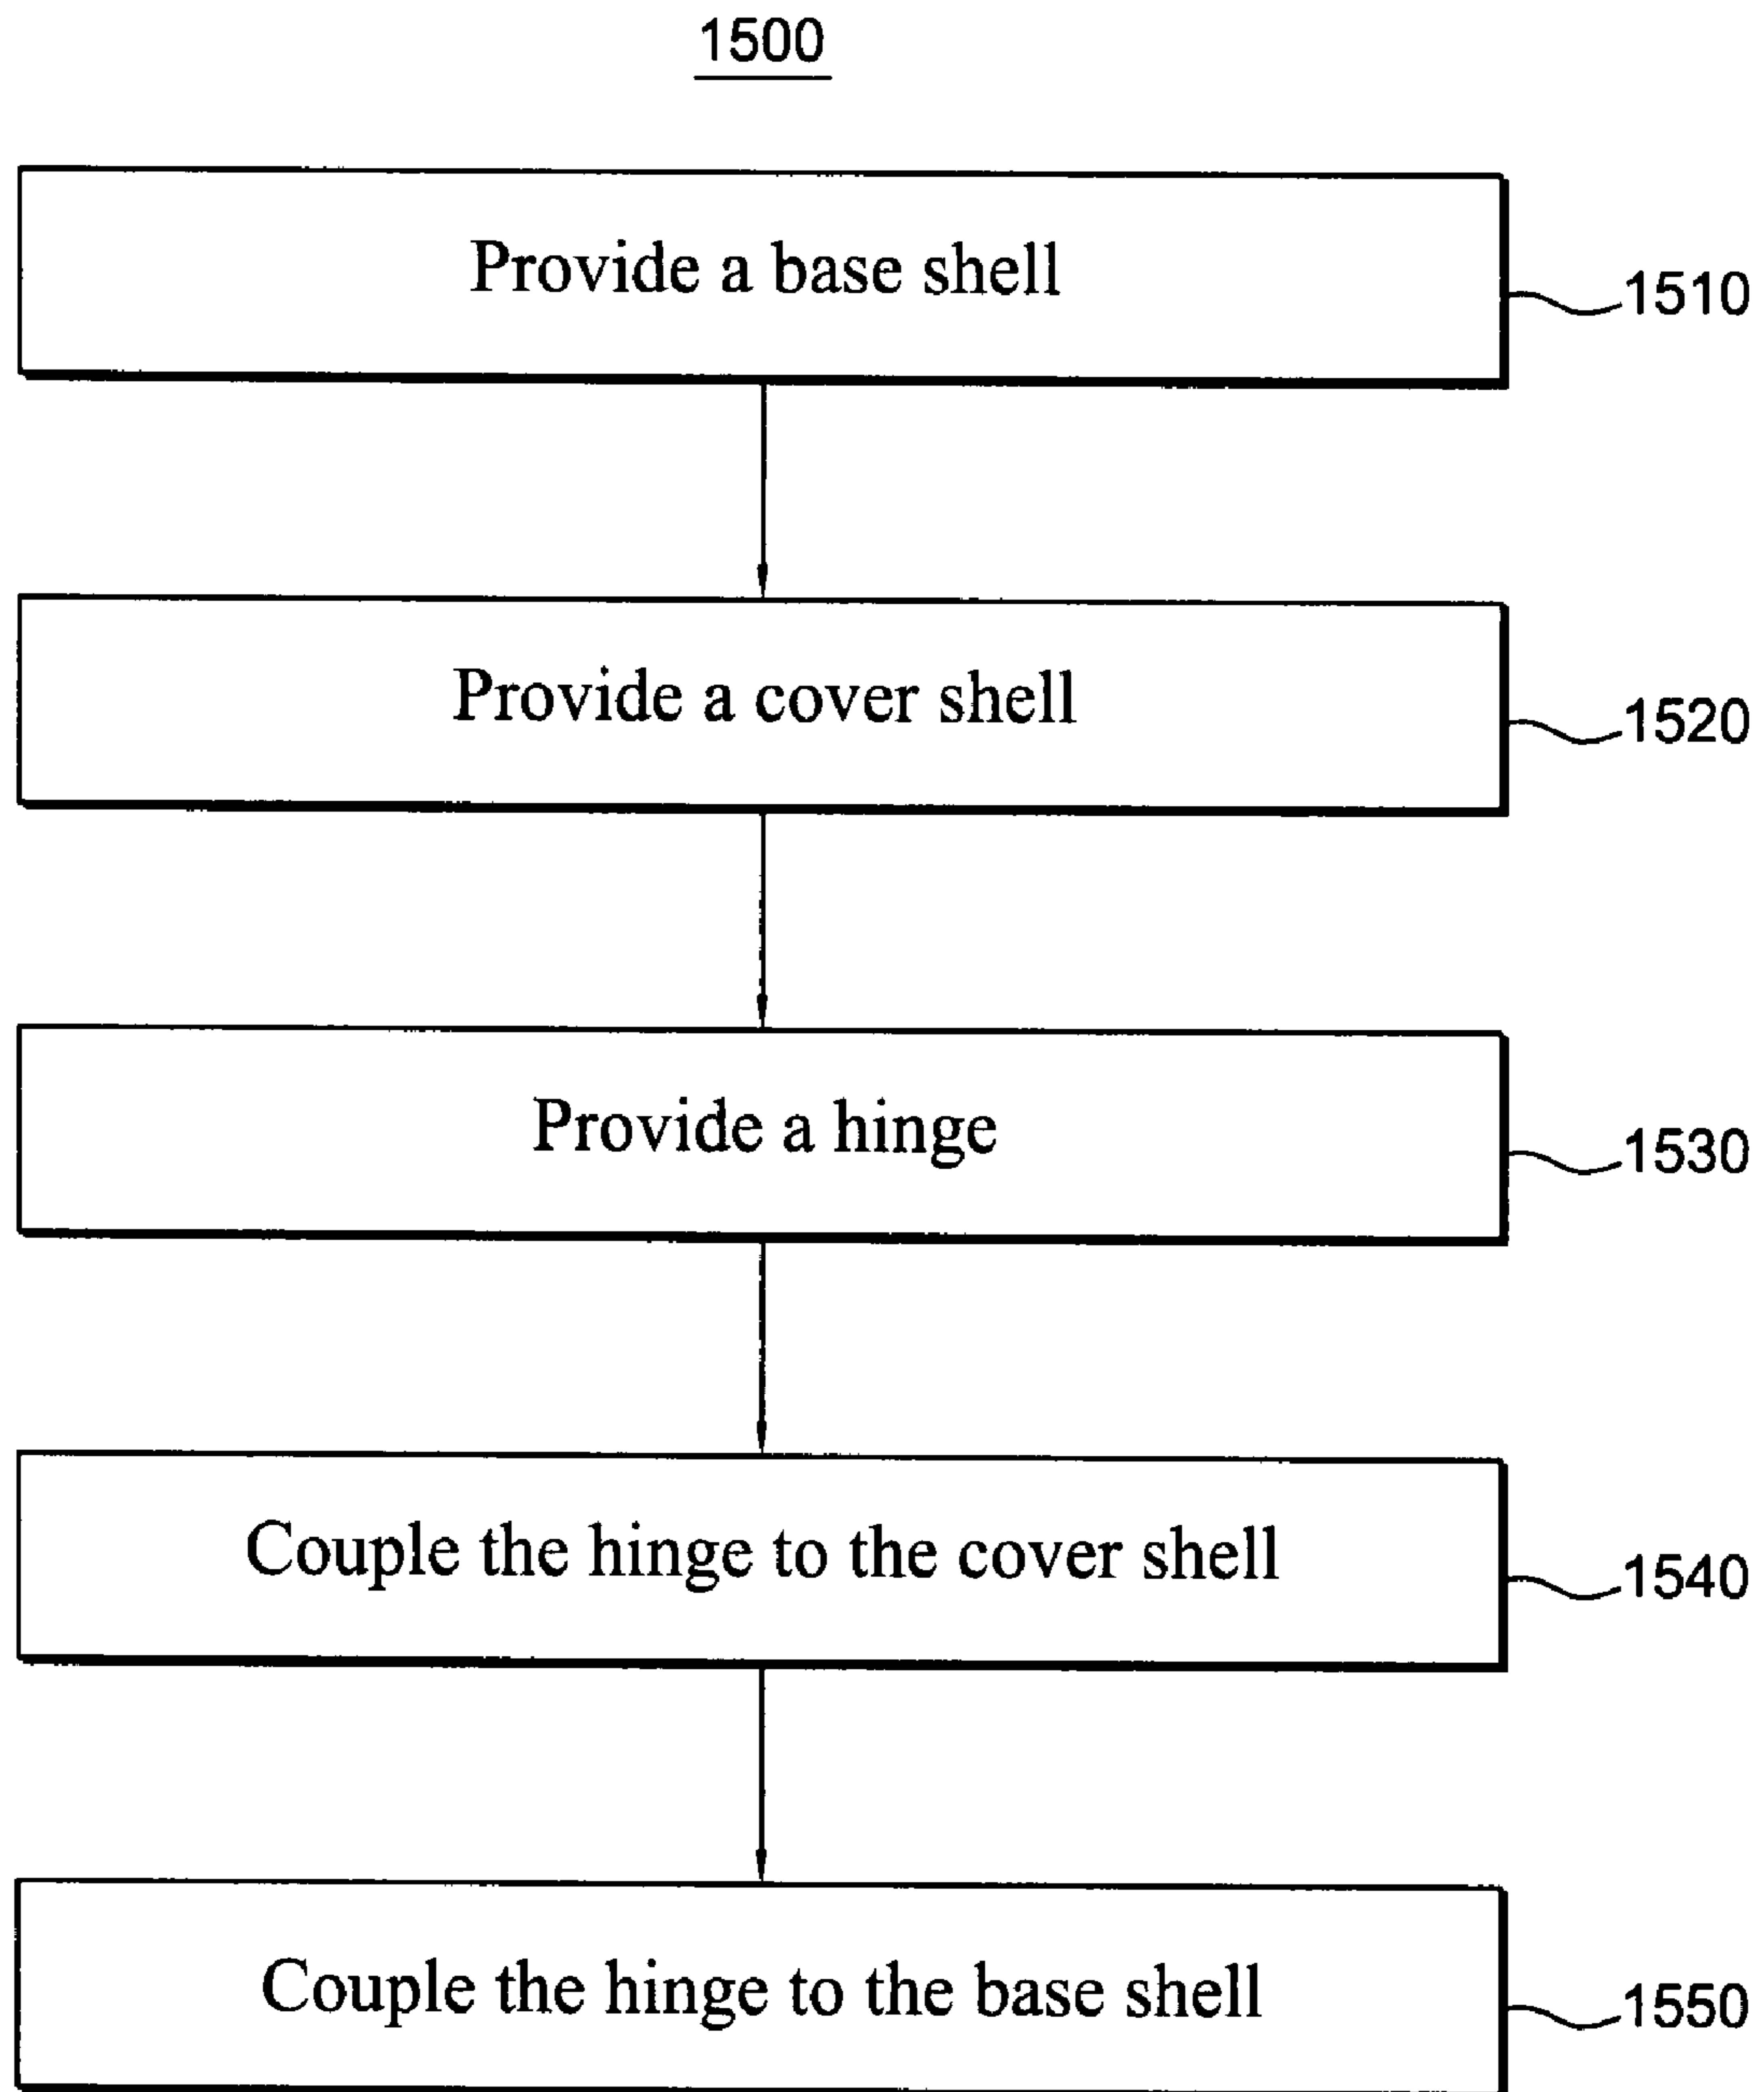 1500
Provide a base shell
1510
Provide a cover shell
1520
Provide a hinge
1530
Couple the hinge to the cover shell
1540
Couple the hinge to the base shell
1550